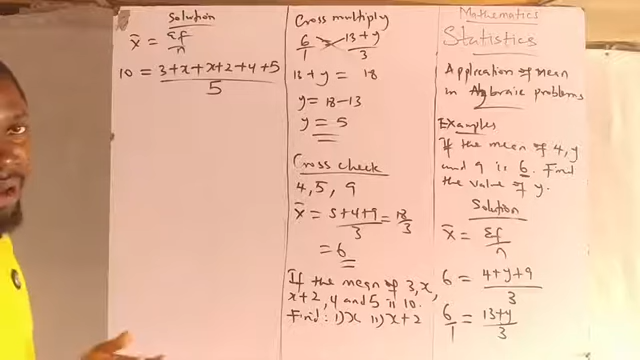 Mathematics
Statistics
Application of mean
in Algbraic problems
Examples
If the mean of 4, y
and 9 is 6. Find
the value of y.
Solution
x̄ = Σf/n
6 = 4+y+9/3
6/1 = 13+y/3
Cross multiply
6/1 = 13+y/3
13+y = 18
y = 18-13
y = 5
Cross check
4, 5, 9
x̄ = 5+4+9/3 = 18/3
= 6
If the mean of 3, x,
x+2, 4 and 5 is 10.
Find: i) x ii) x+2
Solution
x̄ = Σf/n
10 = 3+x+x+2+4+5/5